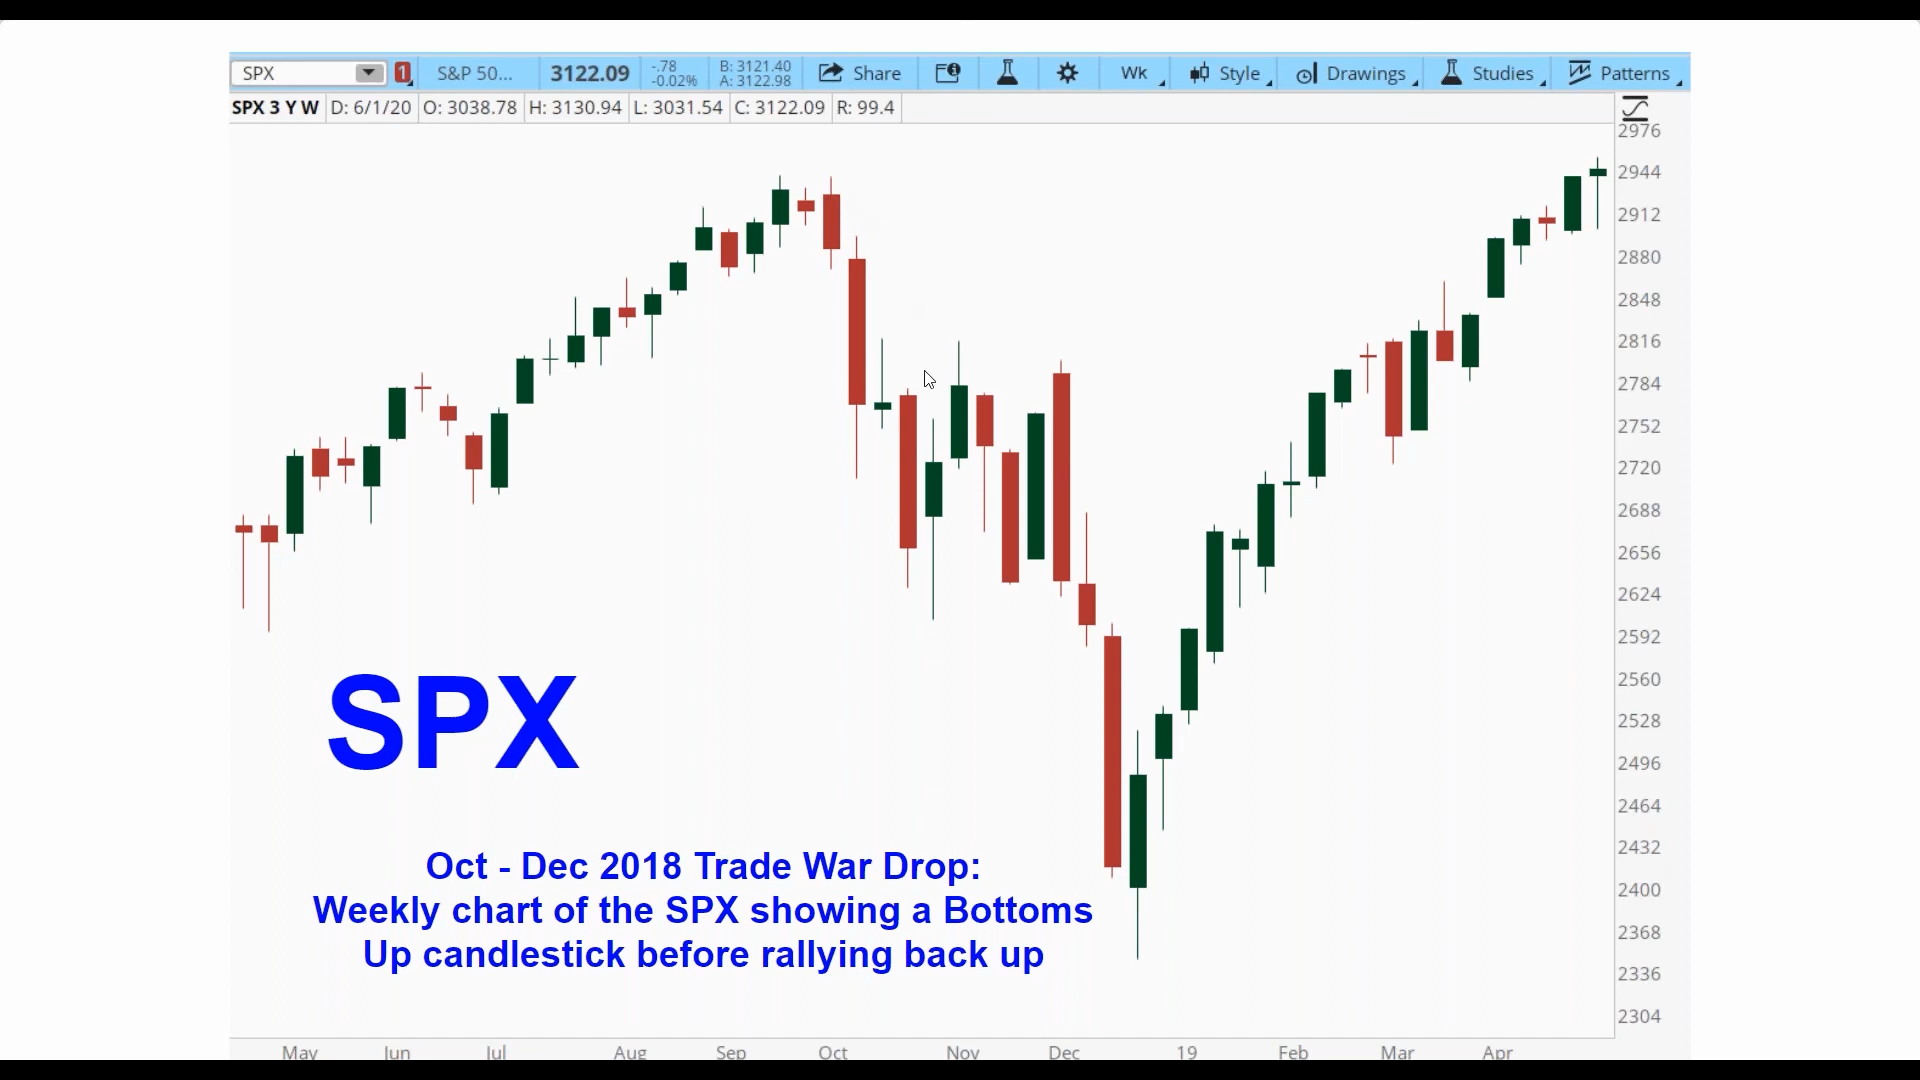 SPX 1 S&P 50... 3122.09 -.78 B: 3121.40 Share Wk Style Drawings Studies Patterns
-0.02% A: 3122.98
SPX 3 Y W D: 6/1/20 O: 3038.78 H: 3130.94 L: 3031.54 C: 3122.09 R: 99.4
2976
2944
2912
2880
2848
2816
2784
2752
2720
2688
2656
2624
2592
2560
2528
2496
2464
2432
2400
2368
2336
2304
SPX
Oct - Dec 2018 Trade War Drop:
Weekly chart of the SPX showing a Bottoms
Up candlestick before rallying back up
May Jun Jul Aug Sep Oct Nov Dec 19 Feb Mar Apr